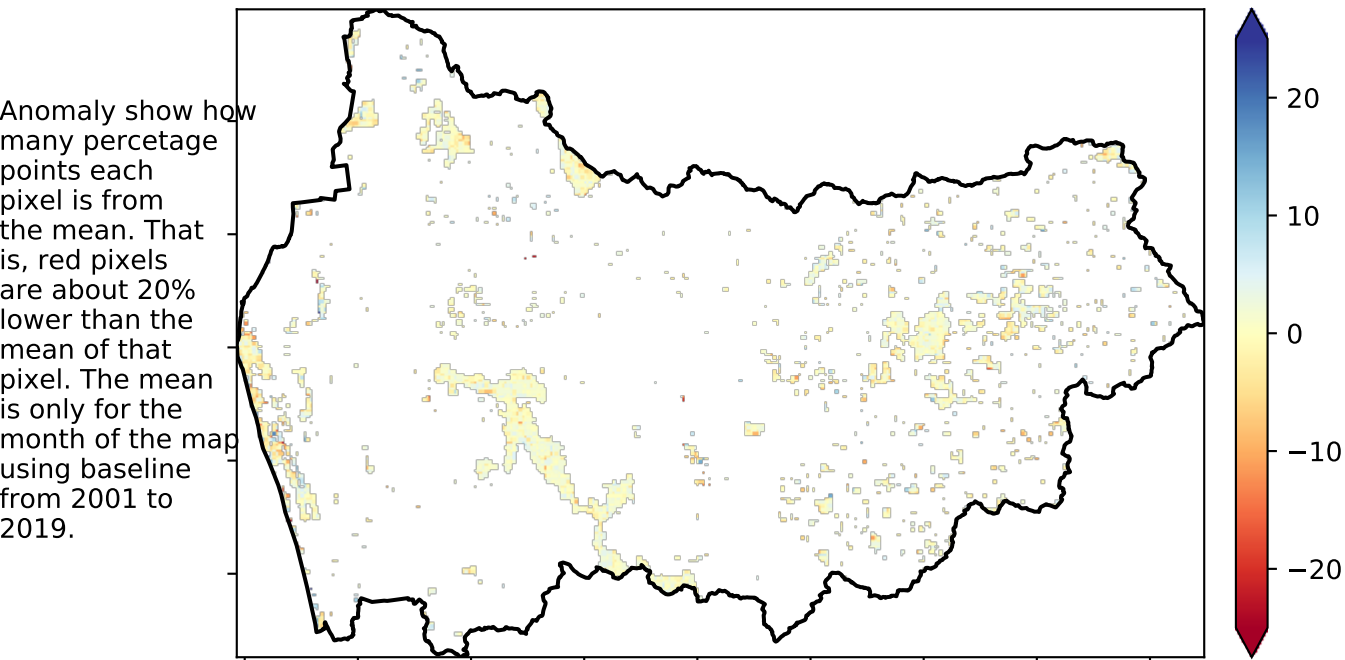 Anomaly show how
many percetage
points each
pixel is from
the mean. That
is, red pixels
are about 20%
lower than the
mean of that
pixel. The mean
is only for the
month of the map
using baseline
from 2001 to
2019.
20
10
0
−10
−20